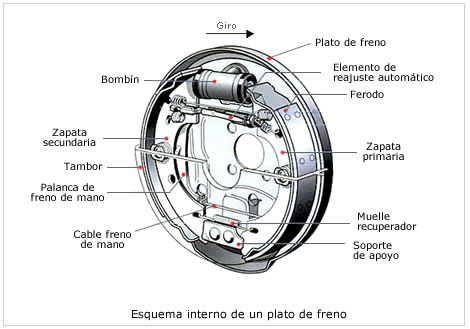 Giro
Plato de freno
Elemento de
reajuste automático
Bombín
Ferodo
Zapata
secundaria
Zapata
primaria
Tambor
Palanca de
freno de mano
Cable freno
de mano
Muelle
recuperador
Soporte
de apoyo
Esquema interno de un plato de freno